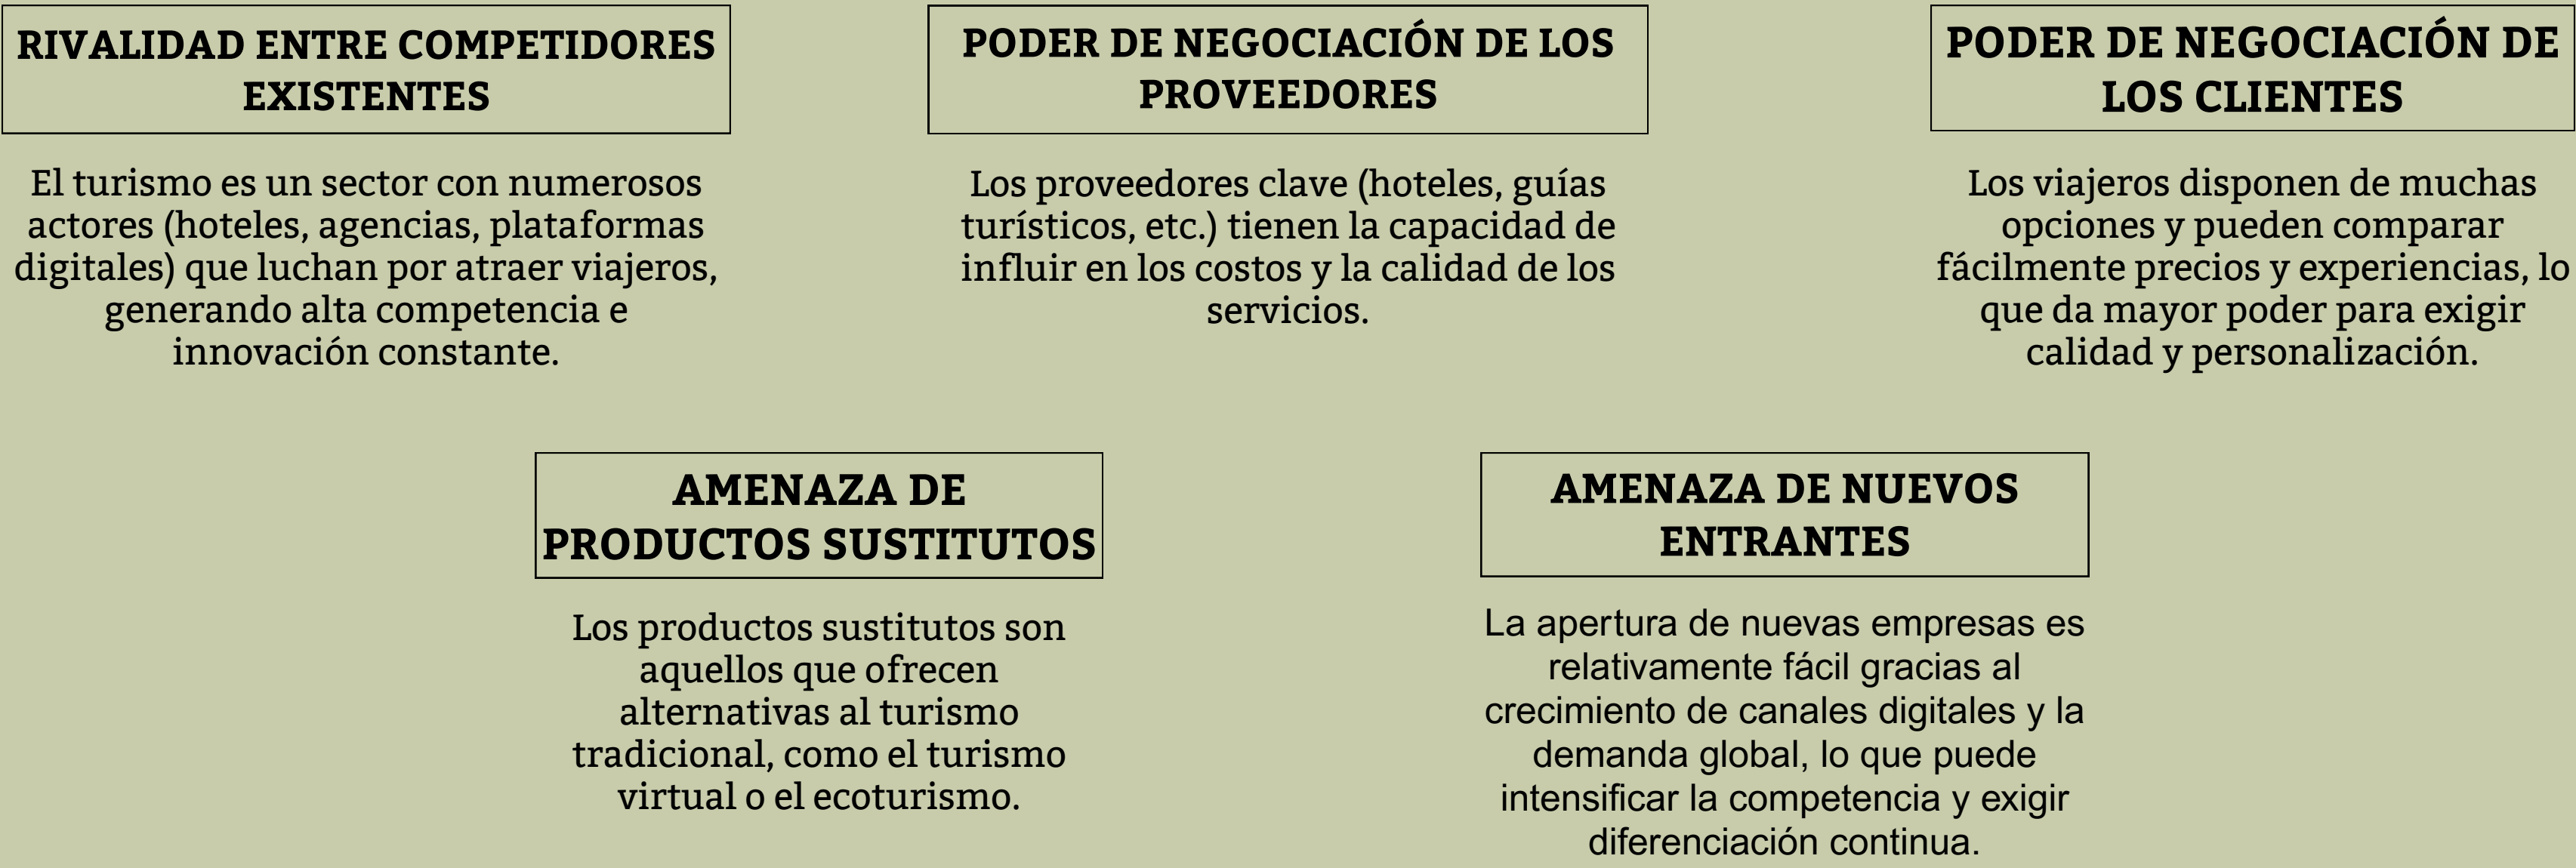 RIVALIDAD ENTRE COMPETIDORES
EXISTENTES
El turismo es un sector con numerosos
actores (hoteles, agencias, plataformas
digitales) que luchan por atraer viajeros,
generando alta competencia e
innovación constante.
PODER DE NEGOCIACIÓN DE LOS
PROVEEDORES
Los proveedores clave (hoteles, guías
turísticos, etc.) tienen la capacidad de
influir en los costos y la calidad de los
servicios.
PODER DE NEGOCIACIÓN DE
LOS CLIENTES
Los viajeros disponen de muchas
opciones y pueden comparar
fácilmente precios y experiencias, lo
que da mayor poder para exigir
calidad y personalización.
AMENAZA DE
PRODUCTOS SUSTITUTOS
Los productos sustitutos son
aquellos que ofrecen
alternativas al turismo
tradicional, como el turismo
virtual o el ecoturismo.
AMENAZA DE NUEVOS
ENTRANTES
La apertura de nuevas empresas es
relativamente fácil gracias al
crecimiento de canales digitales y la
demanda global, lo que puede
intensificar la competencia y exigir
diferenciación continua.